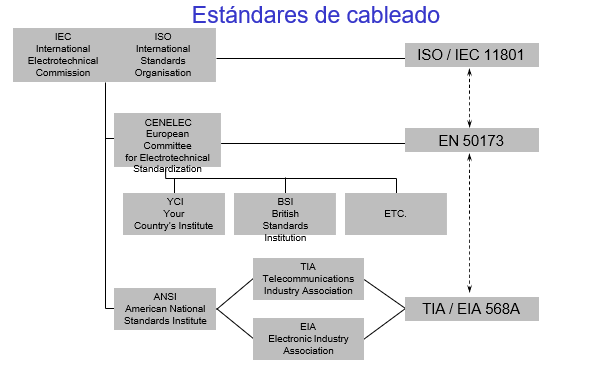 Estándares de cableado
IEC
International
Electrotechnical
Commission
ISO
International
Standards
Organisation
ISO / IEC 11801
CENELEC
European
Committee
for Electrotechnical
Standardization
EN 50173
YCI
Your
Country's Institute
BSI
British
Standards
Institution
ETC.
TIA
Telecommunications
Industry Association
ANSI
American National
Standards Institute
TIA / EIA 568A
EIA
Electronic Industry
Association